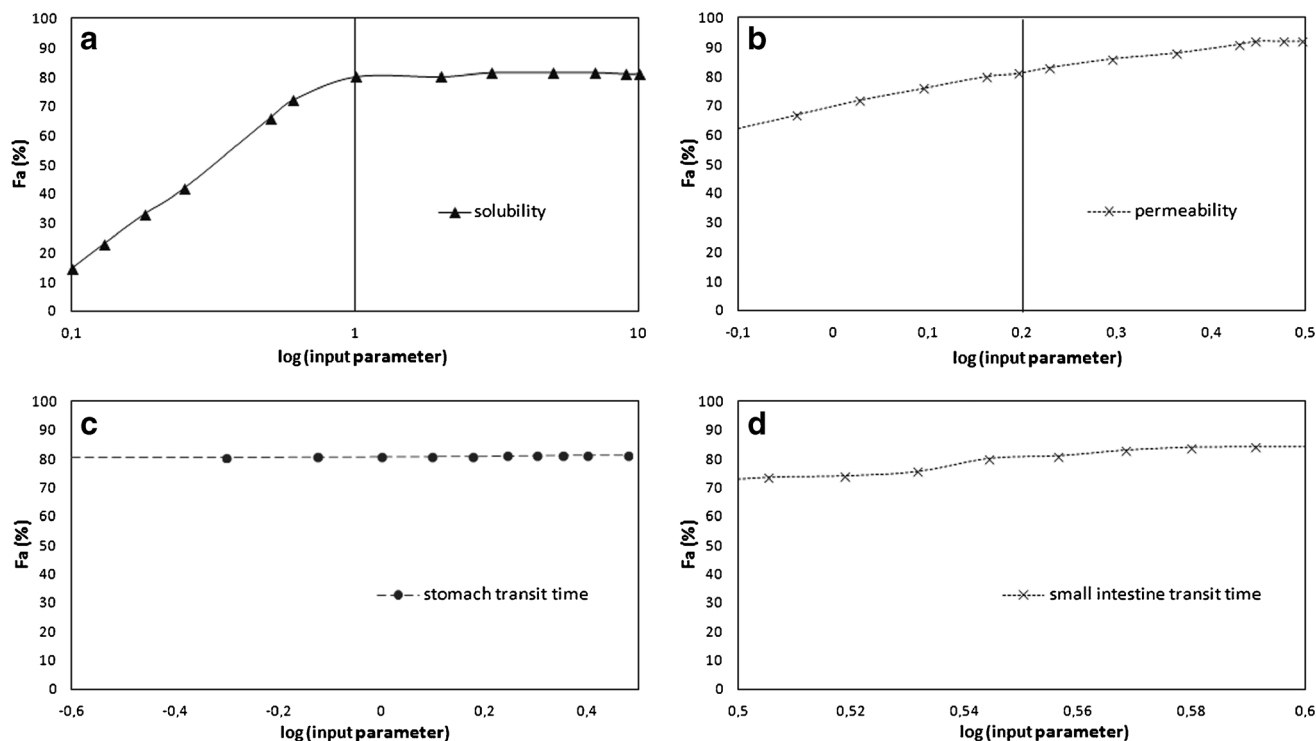 a
100
90
80
70
60
50
40
30
20
10
0
Fa (%)
solubility
0,1 1 10
log (input parameter)
b
100
90
80
70
60
50
40
30
20
10
0
Fa (%)
permeability
-0,1 0 0,1 0,2 0,3 0,4 0,5
log (input parameter)
c
100
90
80
70
60
50
40
30
20
10
0
Fa (%)
stomach transit time
-0,6 -0,4 -0,2 0 0,2 0,4
log (input parameter)
d
100
90
80
70
60
50
40
30
20
10
0
Fa (%)
small intestine transit time
0,5 0,52 0,54 0,56 0,58 0,6
log (input parameter)